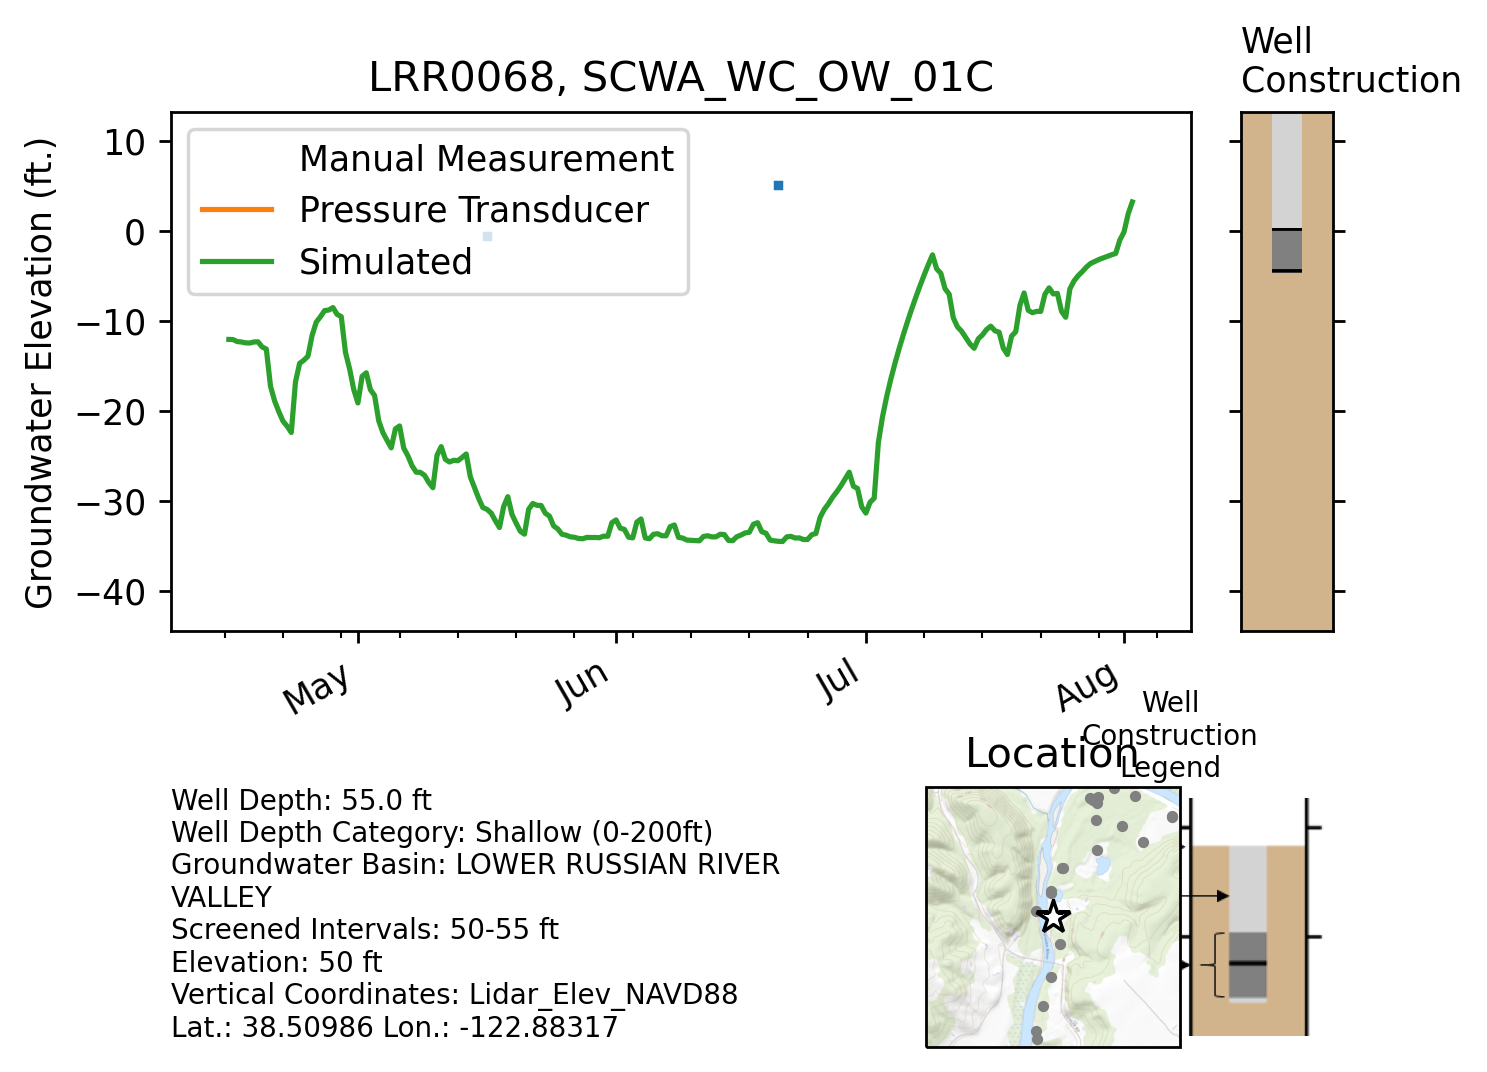 Well
Construction
LRR0068, SCWA_WC_OW_01C
Groundwater Elevation (ft.)
10
0
−10
−20
−30
−40
Manual Measurement
Pressure Transducer
Simulated
May
Jun
Jul
Aug
Well
Construction
Legend
Location
Well Depth: 55.0 ft
Well Depth Category: Shallow (0-200ft)
Groundwater Basin: LOWER RUSSIAN RIVER
VALLEY
Screened Intervals: 50-55 ft
Elevation: 50 ft
Vertical Coordinates: Lidar_Elev_NAVD88
Lat.: 38.50986 Lon.: -122.88317